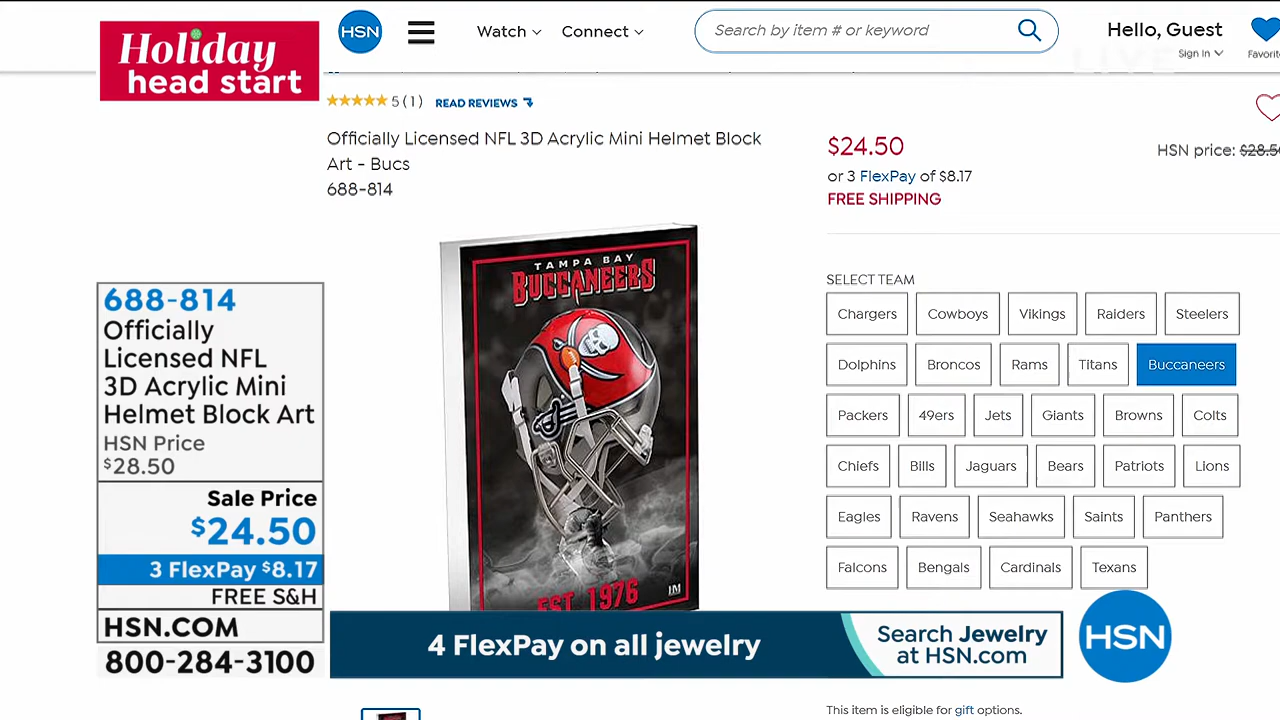 Holiday
head start
HSN
Watch
Connect
Search by item # or keyword
Hello, Guest
Sign In
LIVE
5 (1)
READ REVIEWS
Officially Licensed NFL 3D Acrylic Mini Helmet Block
Art - Bucs
688-814
$24.50
HSN price: $28.50
or 3 FlexPay of $8.17
FREE SHIPPING
TAMPA BAY
BUCCANEERS
EST. 1976
SELECT TEAM
Chargers Cowboys Vikings Raiders Steelers
Dolphins Broncos Rams Titans Buccaneers
Packers 49ers Jets Giants Browns Colts
Chiefs Bills Jaguars Bears Patriots Lions
Eagles Ravens Seahawks Saints Panthers
Falcons Bengals Cardinals Texans
688-814
Officially
Licensed NFL
3D Acrylic Mini
Helmet Block Art
HSN Price
$28.50
Sale Price
$24.50
3 FlexPay $8.17
FREE S&H
HSN.COM
800-284-3100
4 FlexPay on all jewelry
Search Jewelry
at HSN.com
HSN
This item is eligible for gift options.